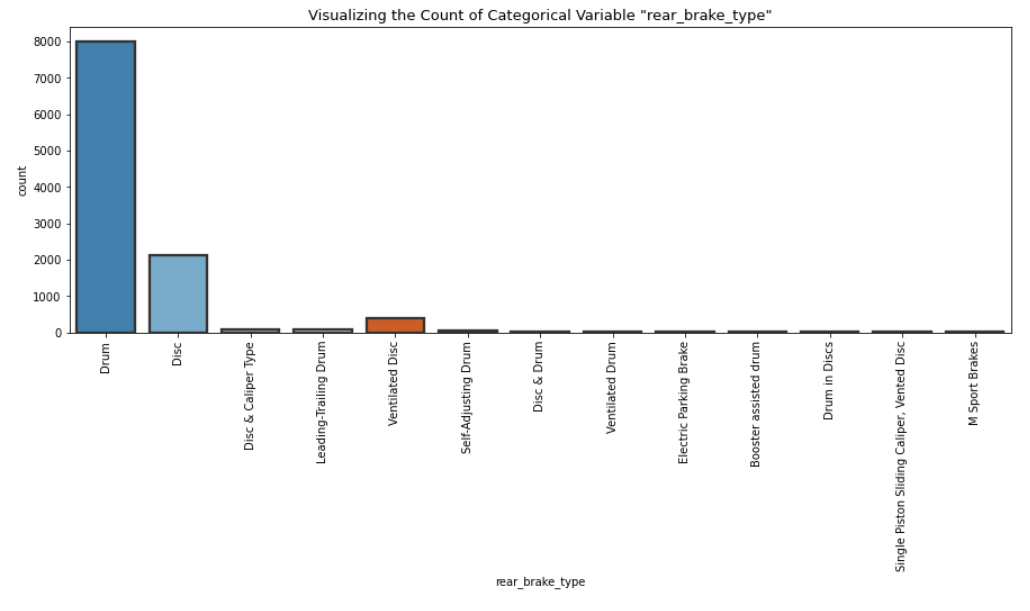 Visualizing the Count of Categorical Variable "rear_brake_type"
8000
7000
6000
5000
4000
3000
2000
1000
0
count
Drum
Disc
Disc & Caliper Type
Leading-Trailing Drum
Ventilated Disc
Self-Adjusting Drum
Disc & Drum
Ventilated Drum
Electric Parking Brake
Booster assisted drum
Drum in Discs
Single Piston Sliding Caliper, Vented Disc
M Sport Brakes
rear_brake_type